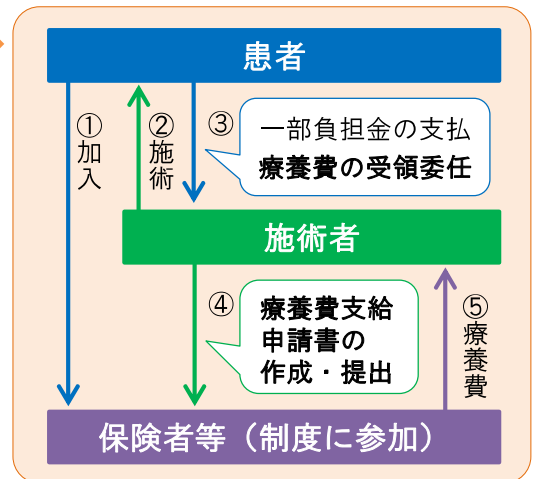 患者
①加入
②施術
③
一部負担金の支払
療養費の受領委任
施術者
④
療養費支給
申請書の
作成・提出
⑤療養費
保険者等（制度に参加）